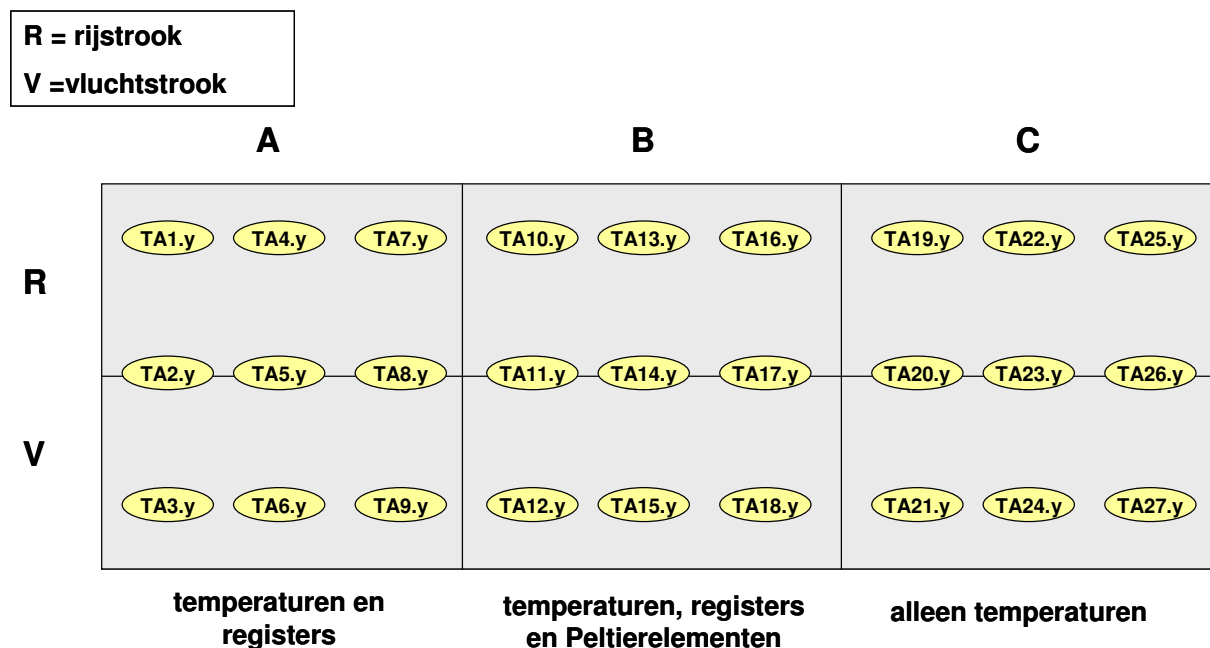 R = rijstrook
V =vluchtstrook
A B C
R
TA1.y TA4.y TA7.y TA10.y TA13.y TA16.y TA19.y TA22.y TA25.y
TA2.y TA5.y TA8.y TA11.y TA14.y TA17.y TA20.y TA23.y TA26.y
V
TA3.y TA6.y TA9.y TA12.y TA15.y TA18.y TA21.y TA24.y TA27.y
temperaturen en
registers
temperaturen, registers
en Peltierelementen
alleen temperaturen